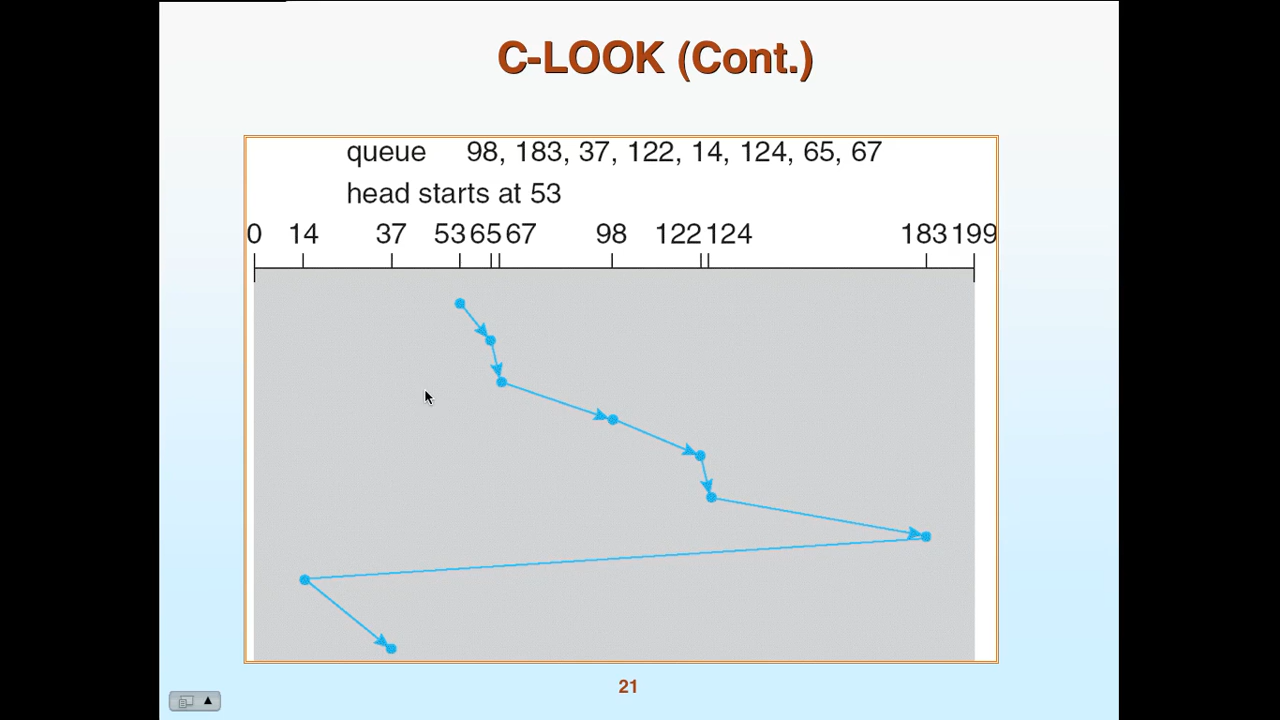 C-LOOK (Cont.)
queue 98, 183, 37, 122, 14, 124, 65, 67
head starts at 53
0 14 37 53 65 67 98 122 124 183 199
21